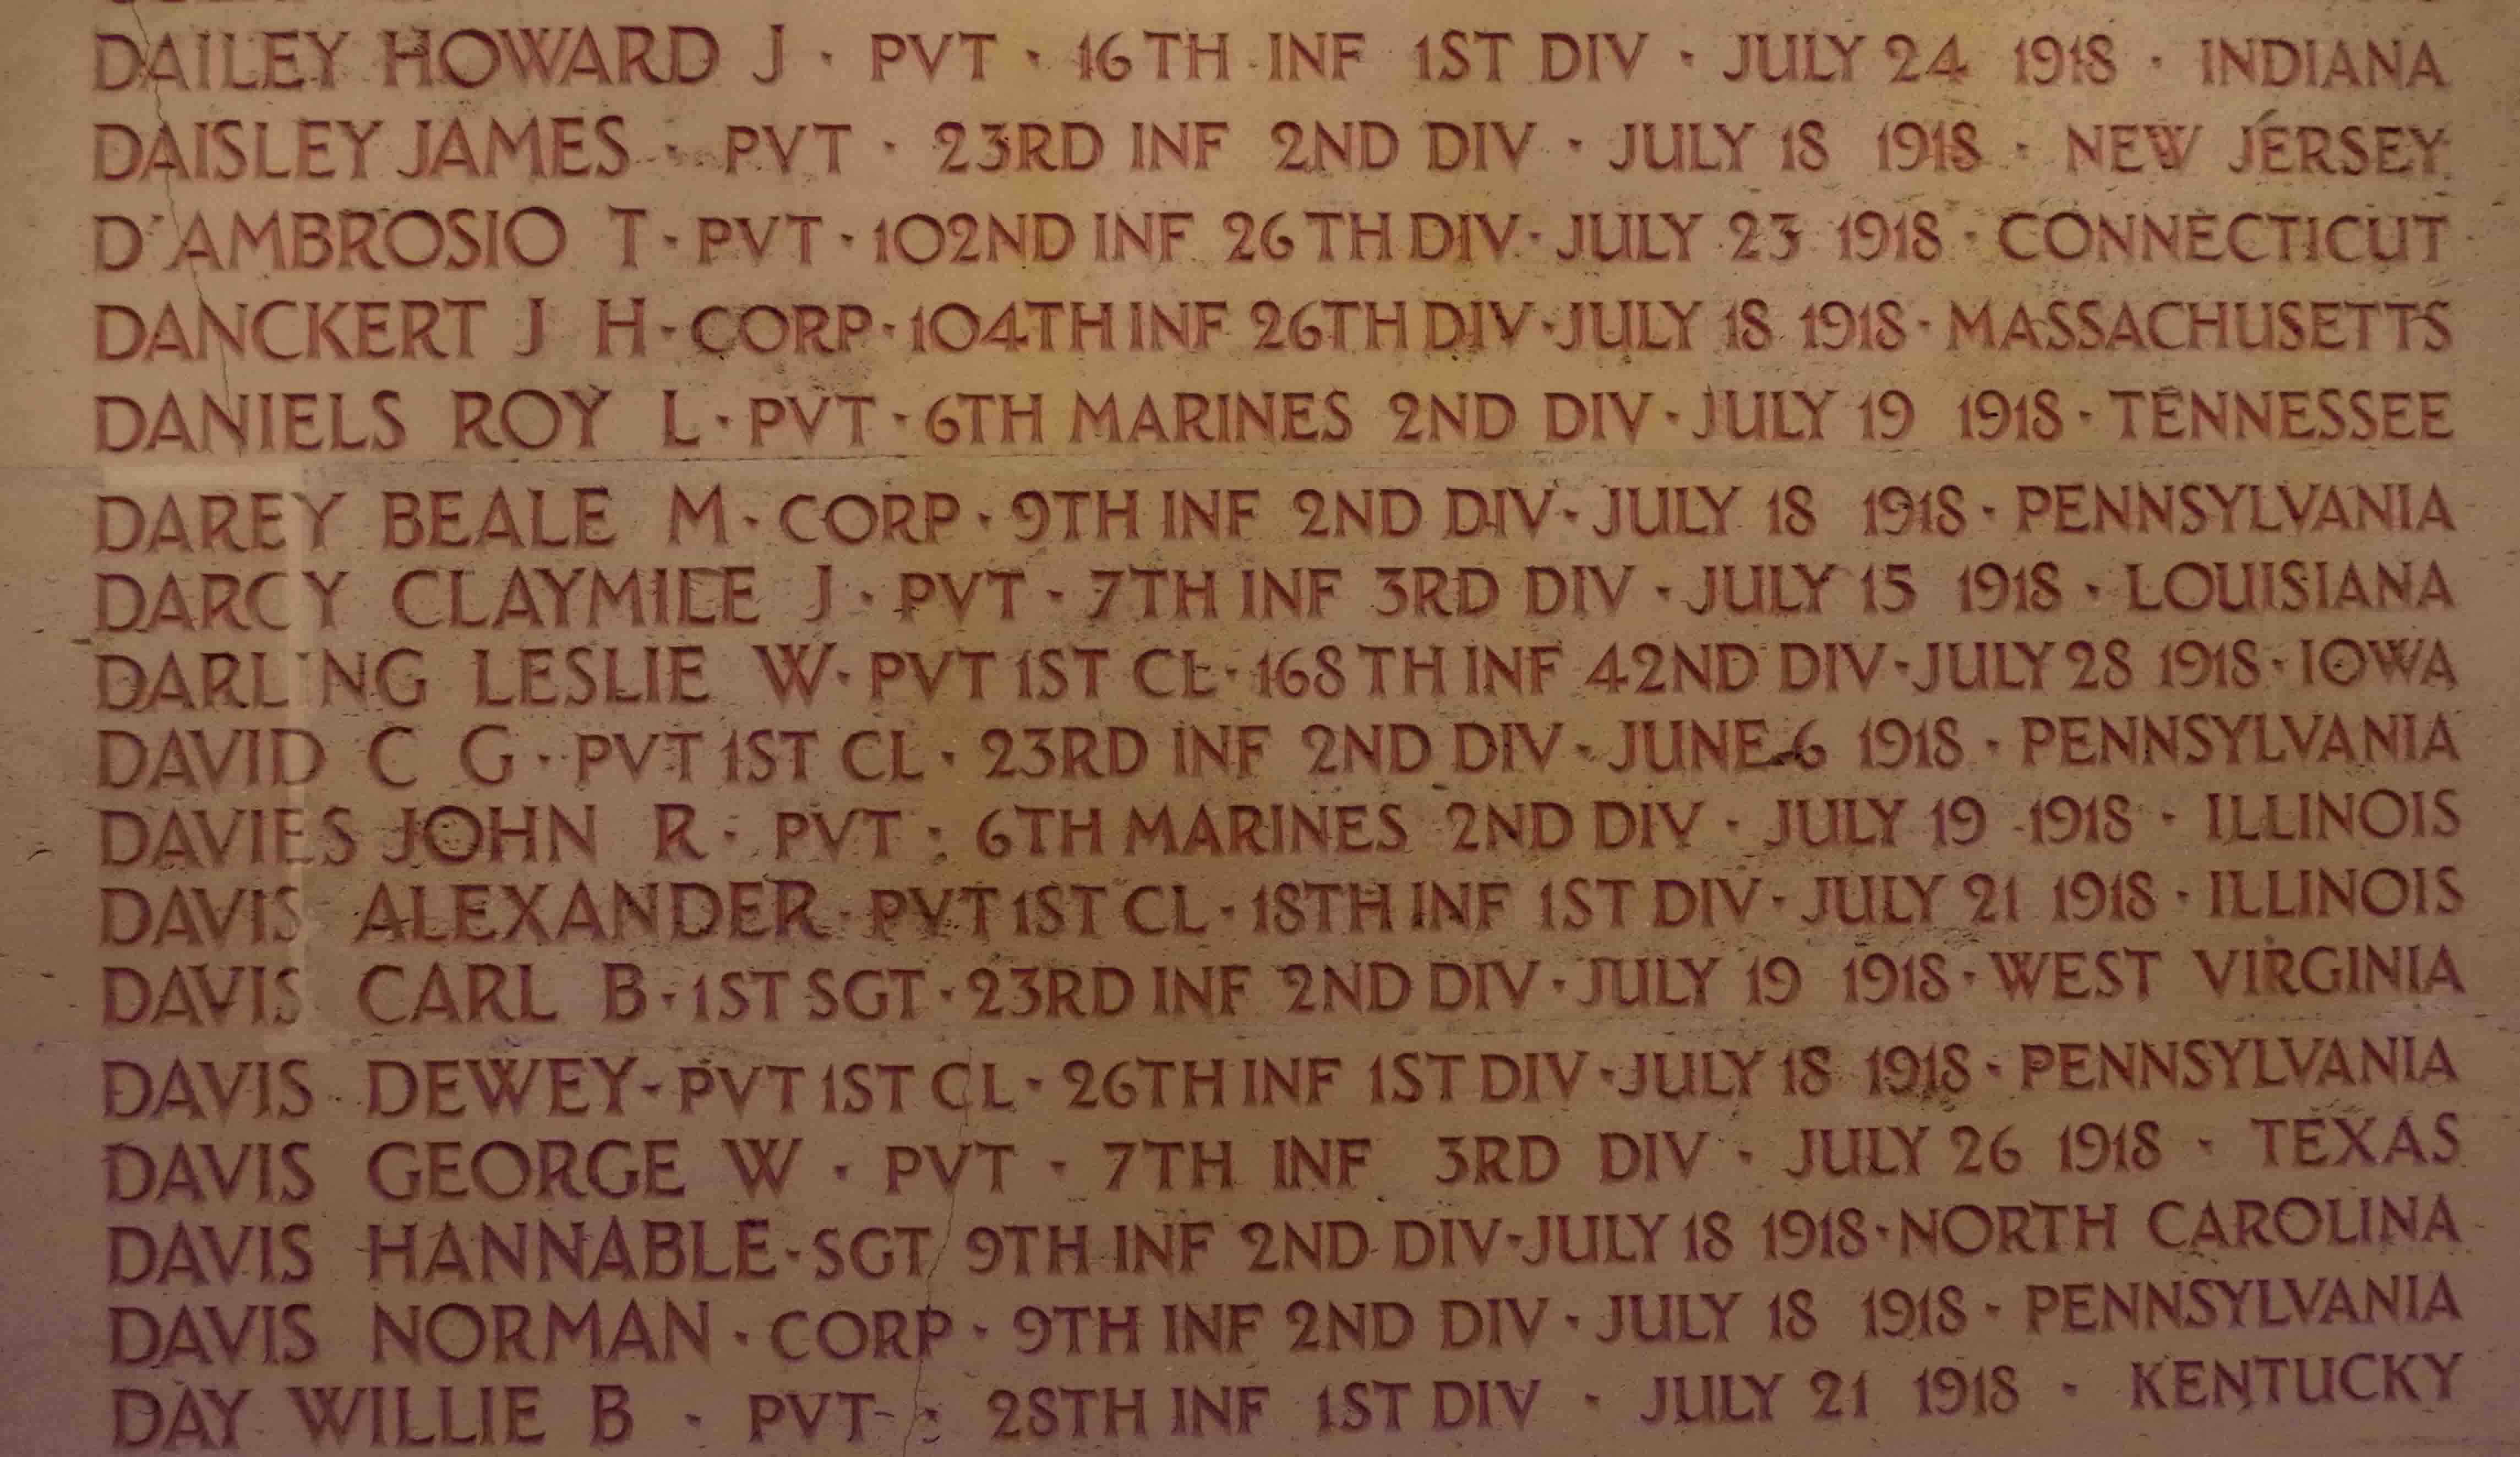 DAILEY HOWARD J · PVT · 16TH INF 1ST DIV · JULY 24 1918 · INDIANA
DAISLEY JAMES · PVT · 23RD INF 2ND DIV · JULY 18 1918 · NEW JERSEY
D'AMBROSIO T · PVT · 102ND INF 26TH DIV · JULY 23 1918 · CONNECTICUT
DANCKERT J H · CORP · 104TH INF 26TH DIV · JULY 18 1918 · MASSACHUSETTS
DANIELS ROY L · PVT · 6TH MARINES 2ND DIV · JULY 19 1918 · TENNESSEE
DAREY BEALE M · CORP · 9TH INF 2ND DIV · JULY 18 1918 · PENNSYLVANIA
DARCY CLAYMILE J · PVT · 7TH INF 3RD DIV · JULY 15 1918 · LOUISIANA
DARLING LESLIE W · PVT 1ST CL · 168TH INF 42ND DIV · JULY 28 1918 · IOWA
DAVID C G · PVT 1ST CL · 23RD INF 2ND DIV · JUNE 6 1918 · PENNSYLVANIA
DAVIES JOHN R · PVT · 6TH MARINES 2ND DIV · JULY 19 1918 · ILLINOIS
DAVIS ALEXANDER · PVT 1ST CL · 18TH INF 1ST DIV · JULY 21 1918 · ILLINOIS
DAVIS CARL B · 1ST SGT · 23RD INF 2ND DIV · JULY 19 1918 · WEST VIRGINIA
DAVIS DEWEY · PVT 1ST CL · 26TH INF 1ST DIV · JULY 18 1918 · PENNSYLVANIA
DAVIS GEORGE W · PVT · 7TH INF 3RD DIV · JULY 26 1918 · TEXAS
DAVIS HANNABLE · SGT 9TH INF 2ND DIV · JULY 18 1918 · NORTH CAROLINA
DAVIS NORMAN · CORP · 9TH INF 2ND DIV · JULY 18 1918 · PENNSYLVANIA
DAY WILLIE B · PVT · 28TH INF 1ST DIV · JULY 21 1918 · KENTUCKY